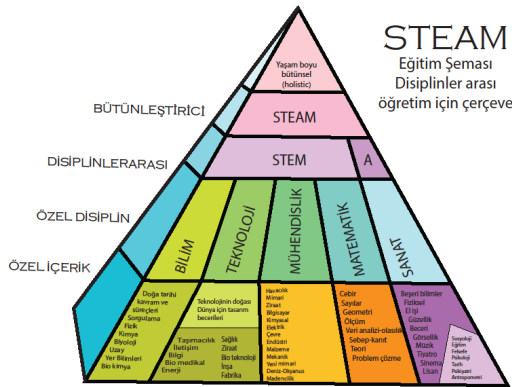 STEAM
Eğitim Şeması
Disiplinler arası
öğretim için çerçeve
Yaşam boyu
bütünsel
(holistic)
BÜTÜNLEŞTİRİCİ
STEAM
DİSİPLİNLERARASI
STEM
A
ÖZEL DİSİPLİN
BİLİM
TEKNOLOJİ
MÜHENDİSLİK
MATEMATİK
SANAT
ÖZEL İÇERİK
Doğa tarihi
kavram ve
süreçleri
Sorgulama
Fizik
Kimya
Biyoloji
Uzay
Yer Bilimleri
Bio kimya
Teknolojinin doğası
Dünya için tasarım
becerileri
Taşımacılık
İletişim
Bilgi
Bio medikal
Enerji
Sağlık
Ziraat
Bio teknoloji
İnşa
Fabrika
Havacılık
Mimari
Ziraat
Bilgisayar
Kimyasal
Elektrik
Çevre
Endüstri
Malzeme
Mekanik
Yeni mimari
Deniz-Okyanus
Madencilik
Cebir
Sayılar
Geometri
Ölçüm
Veri analizi-olasılık
Sebep-kanıt
Teori
Problem çözme
Beşeri bilimler
Fiziksel
El işi
Güzellik
Beceri
Görselle
Müzik
Tiyatro
Sinema
Lisan
Sosyoloji
Eğitim
Felsefe
Psikoloji
Tarih
Psikiyatri
Antropometri